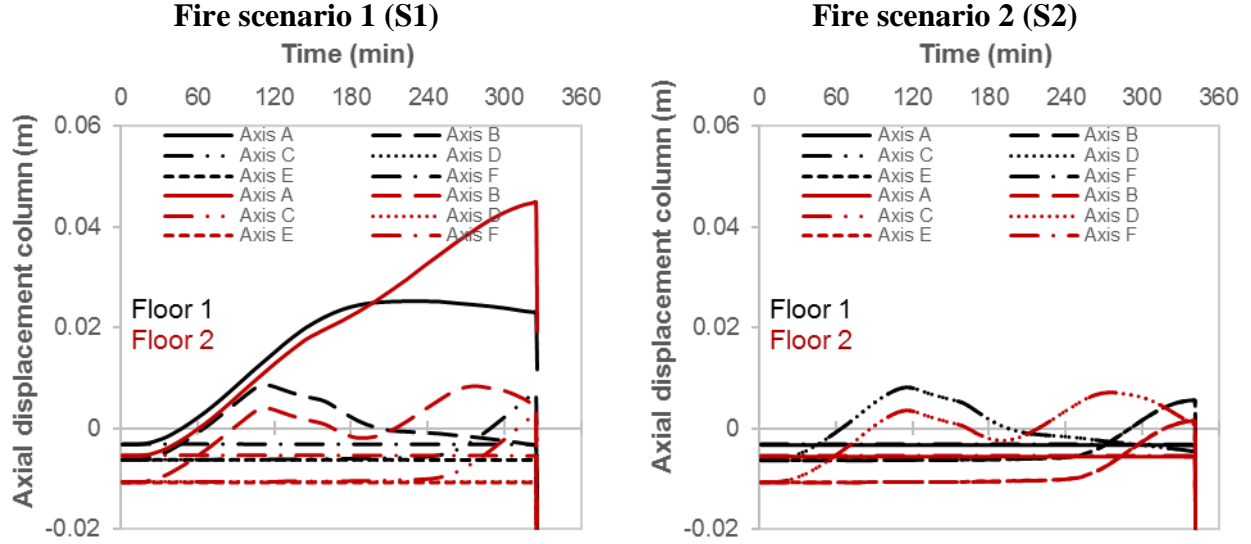 Fire scenario 1 (S1)
Time (min)
0 60 120 180 240 300 360
Axial displacement column (m)
0.06
0.04
0.02
0
-0.02
Axis A Axis B
Axis C Axis D
Axis E Axis F
Axis A Axis B
Axis C Axis D
Axis E Axis F
Floor 1
Floor 2
Fire scenario 2 (S2)
Time (min)
0 60 120 180 240 300 360
Axial displacement column (m)
0.06
0.04
0.02
0
-0.02
Axis A Axis B
Axis C Axis D
Axis E Axis F
Axis A Axis B
Axis C Axis D
Axis E Axis F
Floor 1
Floor 2